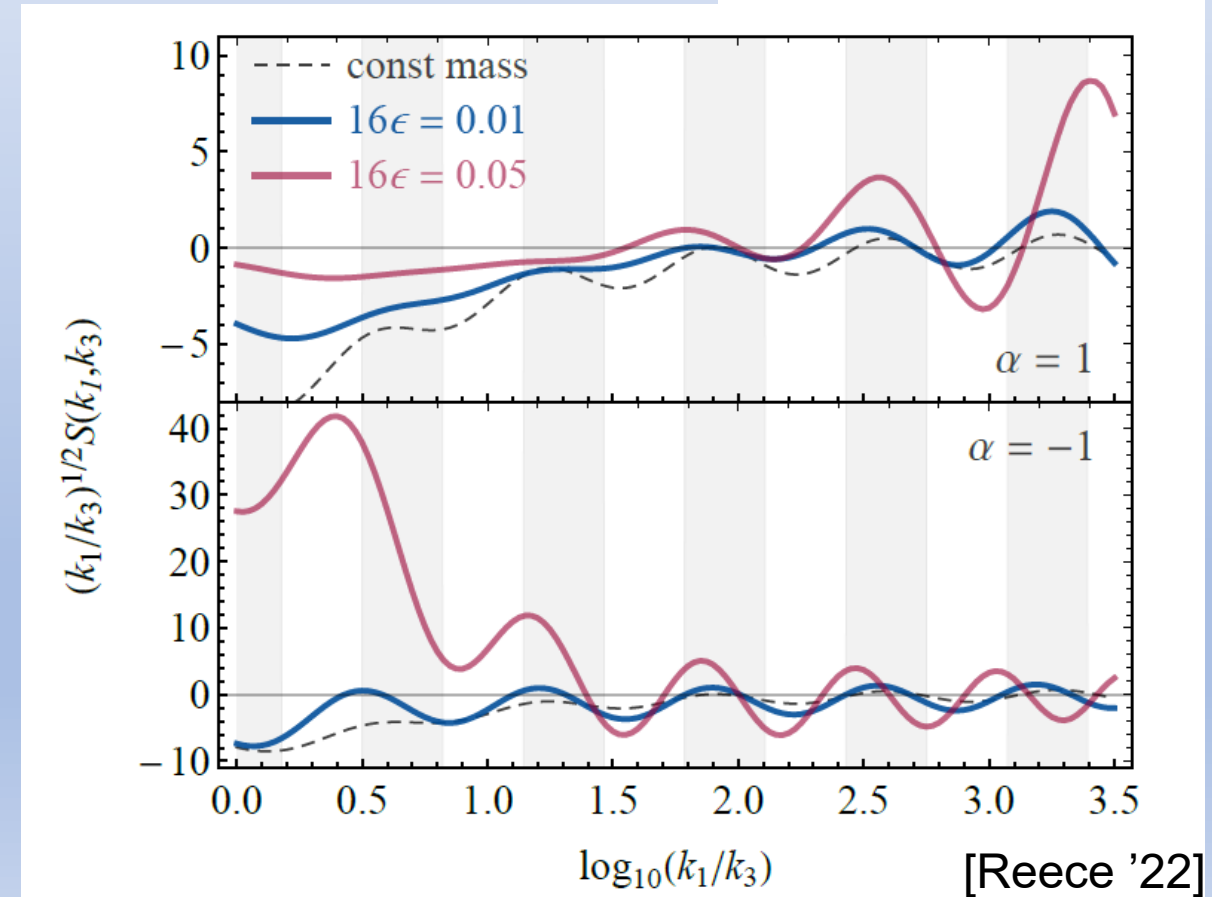 10
5
0
−5
const mass
16ϵ = 0.01
16ϵ = 0.05
α = 1
(k₁/k₃)¹ᐟ²S(k₁,k₃)
40
30
20
10
0
−10
α = −1
0.0 0.5 1.0 1.5 2.0 2.5 3.0 3.5
log₁₀(k₁/k₃)
[Reece ’22]